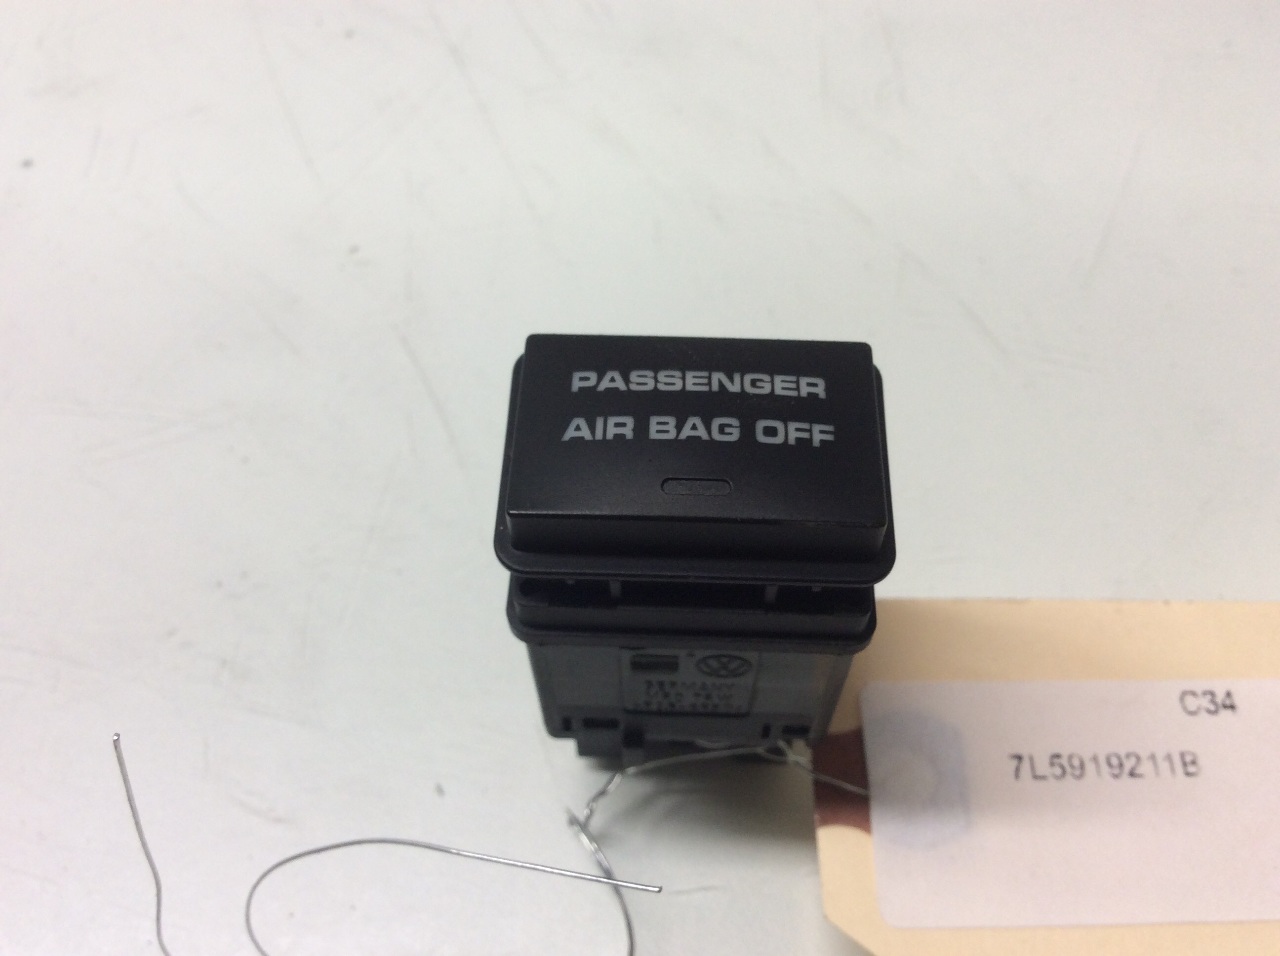 PASSENGER
AIR BAG OFF
C34
7L5919211B